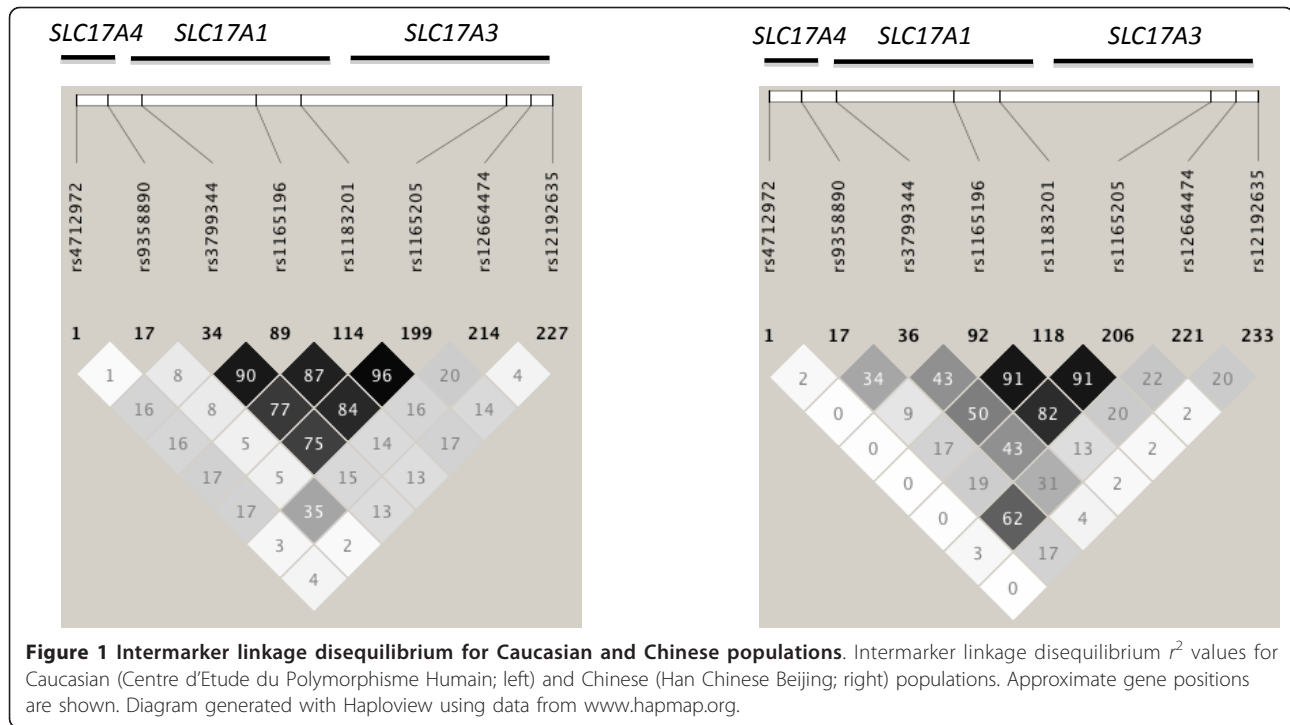 SLC17A4 SLC17A1 SLC17A3
rs4712972 rs9358890 rs3799344 rs1165196 rs1183201 rs1165205 rs12664474 rs12192635
1 17 34 89 114 199 214 227
1 8 90 87 96 20 4
16 8 77 84 16 14
16 5 75 14 17
17 5 15 13
17 35 13
3 2
4
SLC17A4 SLC17A1 SLC17A3
rs4712972 rs9358890 rs3799344 rs1165196 rs1183201 rs1165205 rs12664474 rs12192635
1 17 36 92 118 206 221 233
2 34 43 91 91 22 20
0 9 50 82 20 2
0 17 43 13 2
0 19 31 2
0 62 4
3 17
0
Figure 1 Intermarker linkage disequilibrium for Caucasian and Chinese populations. Intermarker linkage disequilibrium r² values for
Caucasian (Centre d'Etude du Polymorphisme Humain; left) and Chinese (Han Chinese Beijing; right) populations. Approximate gene positions
are shown. Diagram generated with Haploview using data from www.hapmap.org.